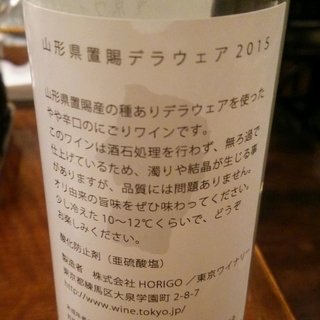 山形県置賜デラウェア2015
山形県置賜産の種ありデラウェアを使った
やや辛口のにごりワインです。
このワインは酒石処理を行わず、無ろ過で
仕上げているため、濁りや結晶が生じる事
がありますが、品質には問題ありません。
オリ由来の旨味をぜひ味わってください。
少し冷えた10〜12℃くらいで、どうぞ
お楽しみください。
酸化防止剤(亜硫酸塩)
製造者 株式会社 HORIGO／東京ワイナリー
東京都練馬区大泉学園町 2-8-7
http://www.wine.tokyo.jp/